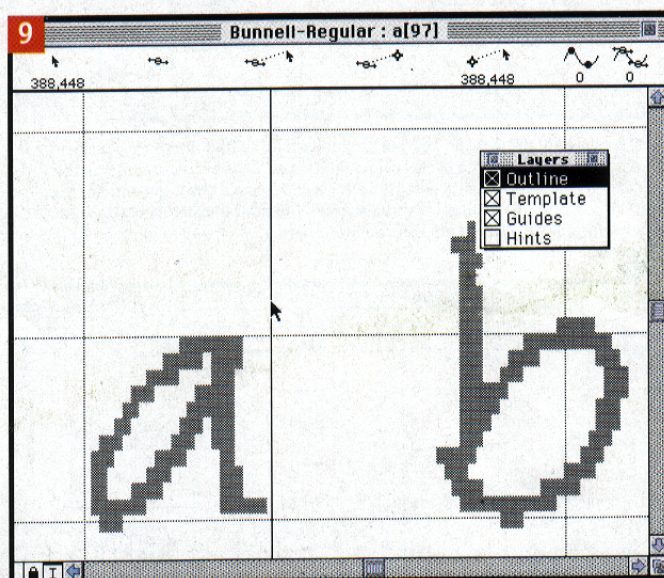 9
Bunnell-Regular : a[97]
388,448
388,448
0
0
Layers
Outline
Template
Guides
Hints
a
b